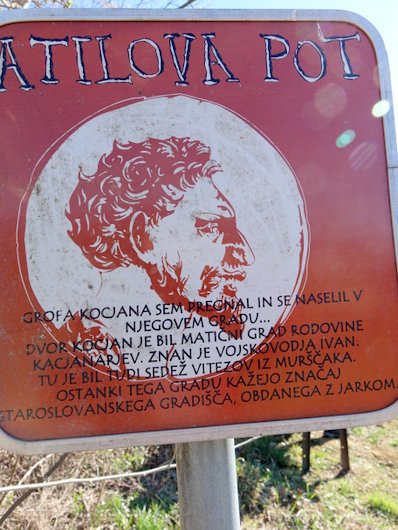 ATILOVA POT
GROFA KOCJANA SEM PREGNAL IN SE NASELIL V
NJEGOVEM GRADU...
DVOR KOCJAN JE BIL MATIČNI GRAD RODOVINE
KACJANARJEV. ZNAN JE VOJSKOVODJA IVAN.
TU JE BIL TUDI SEDEŽ VITEZOV IZ MURŠČAKA.
OSTANKI TEGA GRADU KAŽEJO ZNAČAJ
STAROSLOVANSKEGA GRADIŠČA, OBDANEGA Z JARKOM.